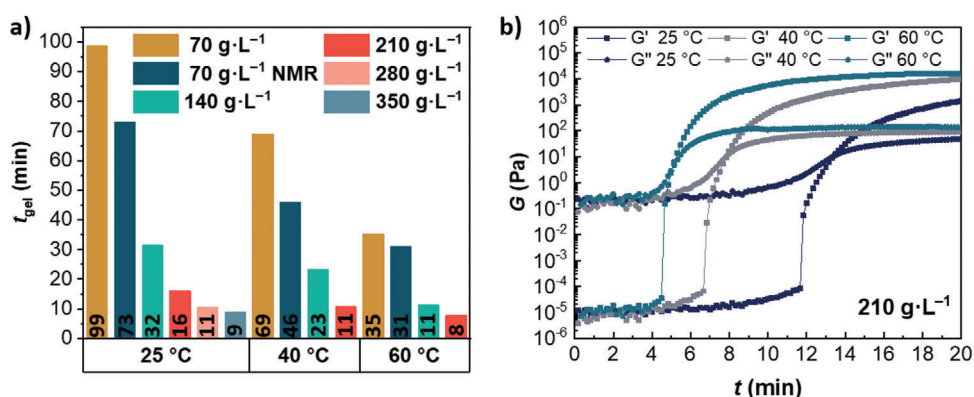 a)
70 g·L⁻¹ 210 g·L⁻¹
70 g·L⁻¹ NMR 280 g·L⁻¹
140 g·L⁻¹ 350 g·L⁻¹
t_gel (min)
100
90
80
70
60
50
40
30
20
10
0
99 73 32 16 11 9 69 46 23 11 35 31 11 8
25 °C 40 °C 60 °C
b)
G' 25 °C G' 40 °C G' 60 °C
G" 25 °C G" 40 °C G" 60 °C
G (Pa)
10⁶
10⁵
10⁴
10³
10²
10¹
10⁰
10⁻¹
10⁻²
10⁻³
10⁻⁴
10⁻⁵
10⁻⁶
210 g·L⁻¹
0 2 4 6 8 10 12 14 16 18 20
t (min)